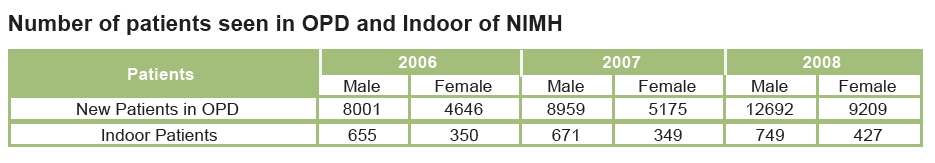 Number of patients seen in OPD and Indoor of NIMH
Patients 2006 2007 2008
Male Female Male Female Male Female
New Patients in OPD 8001 4646 8959 5175 12692 9209
Indoor Patients 655 350 671 349 749 427